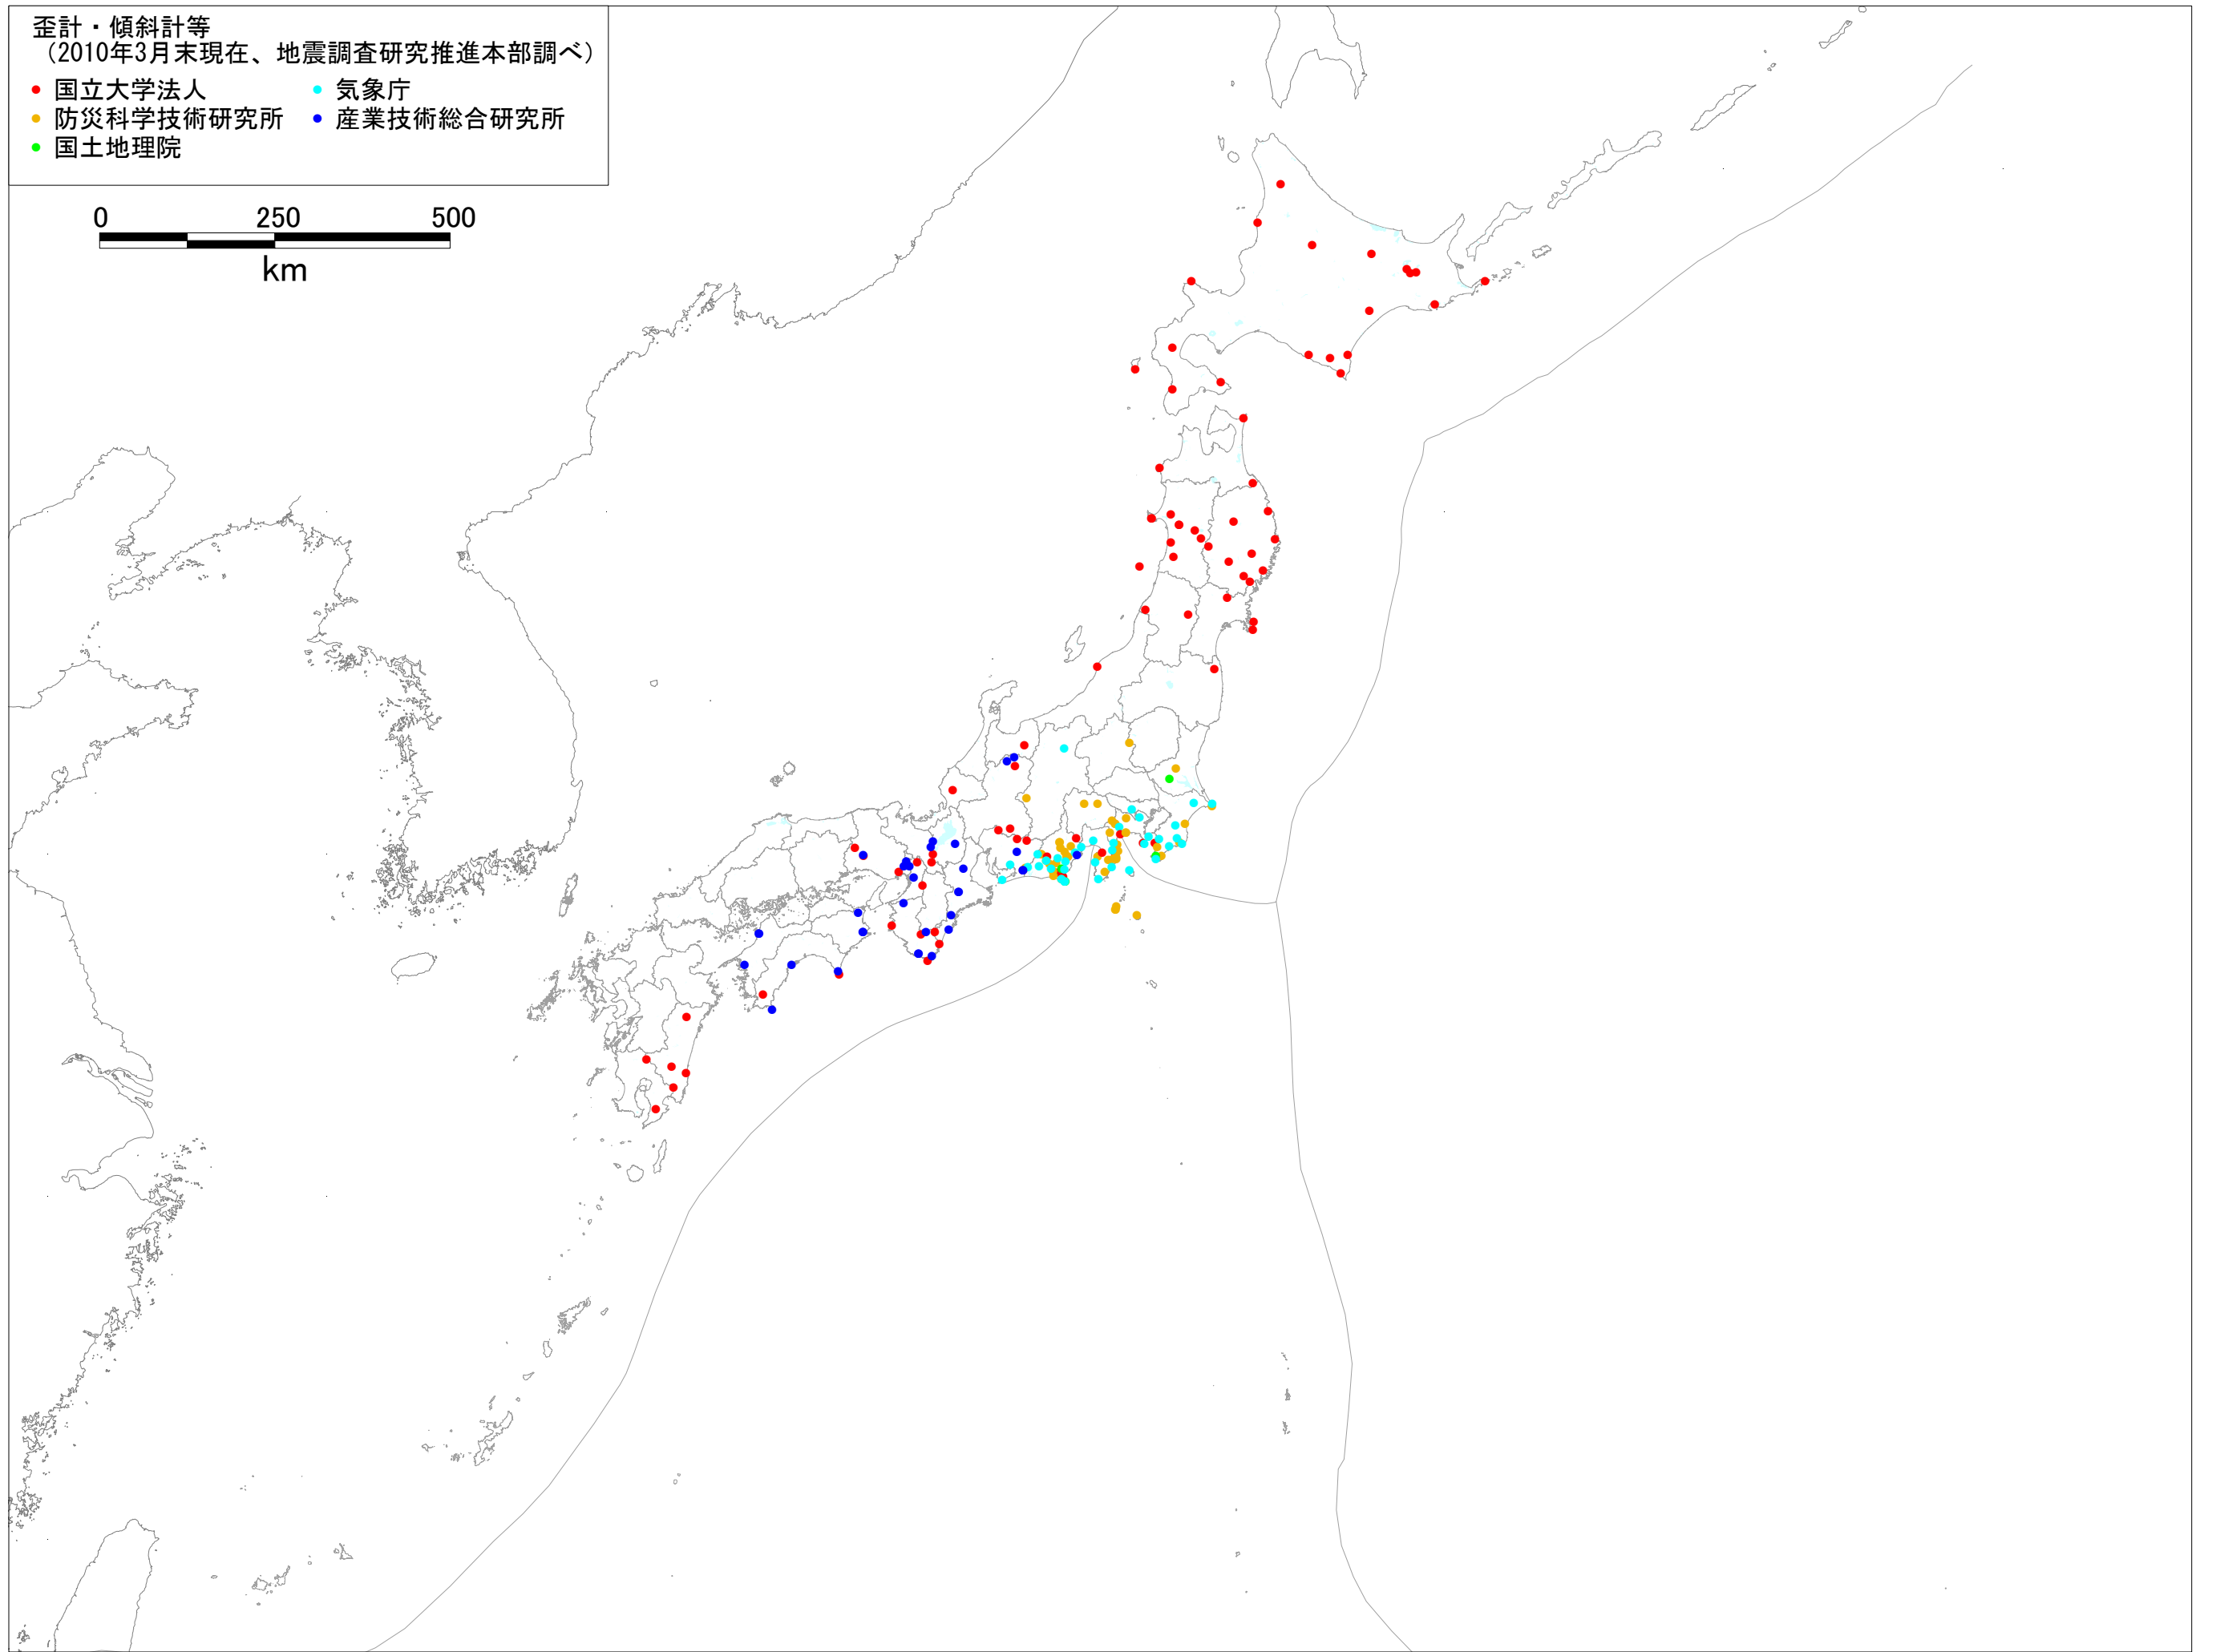 歪計・傾斜計等
（2010年3月末現在、地震調査研究推進本部調べ）
国立大学法人 気象庁
防災科学技術研究所 産業技術総合研究所
国土地理院
0 250 500
km